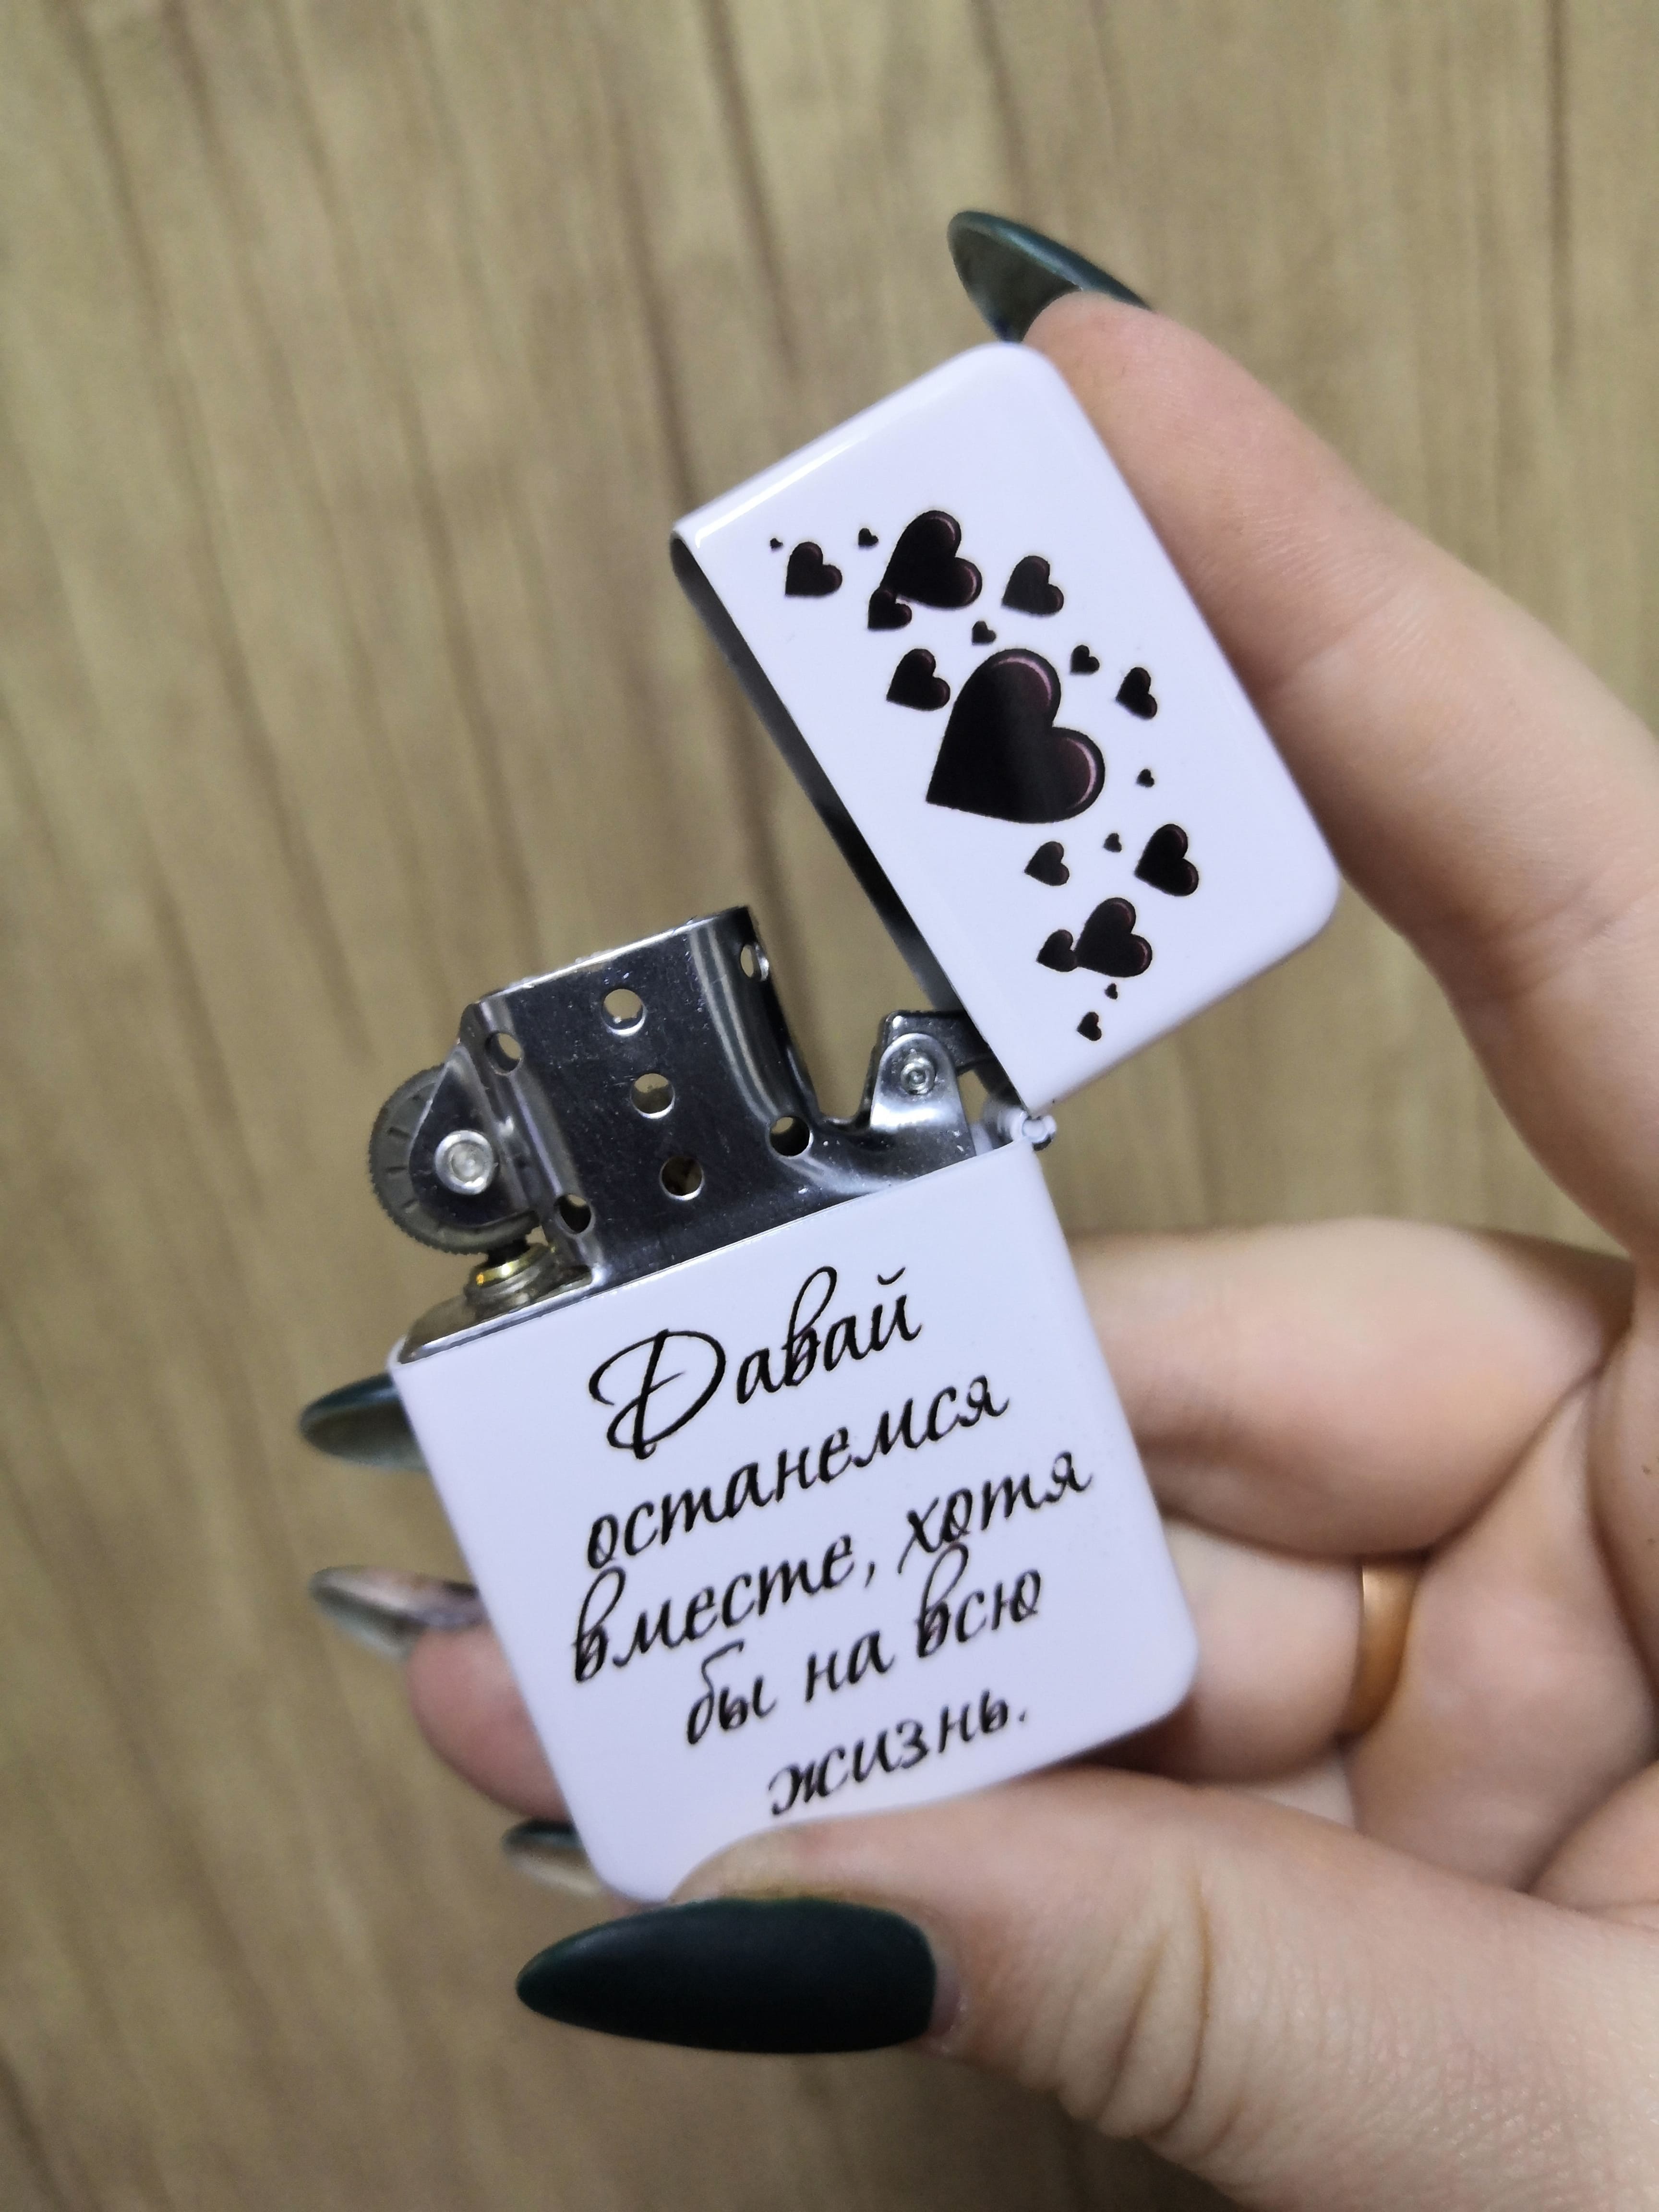 Давай
останемся
вместе, хотя
бы на всю
жизнь.